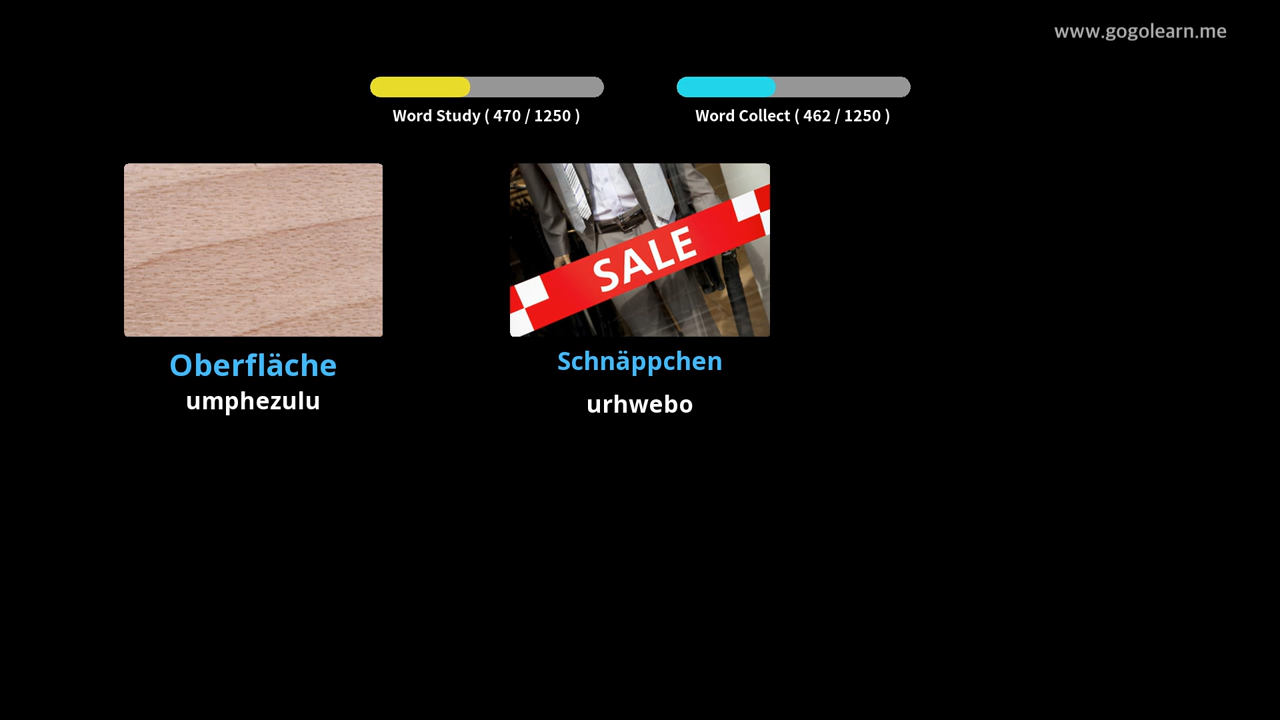 www.gogolearn.me
Word Study ( 470 / 1250 )
Word Collect ( 462 / 1250 )
SALE
Oberfläche
umphezulu
Schnäppchen
urhwebo